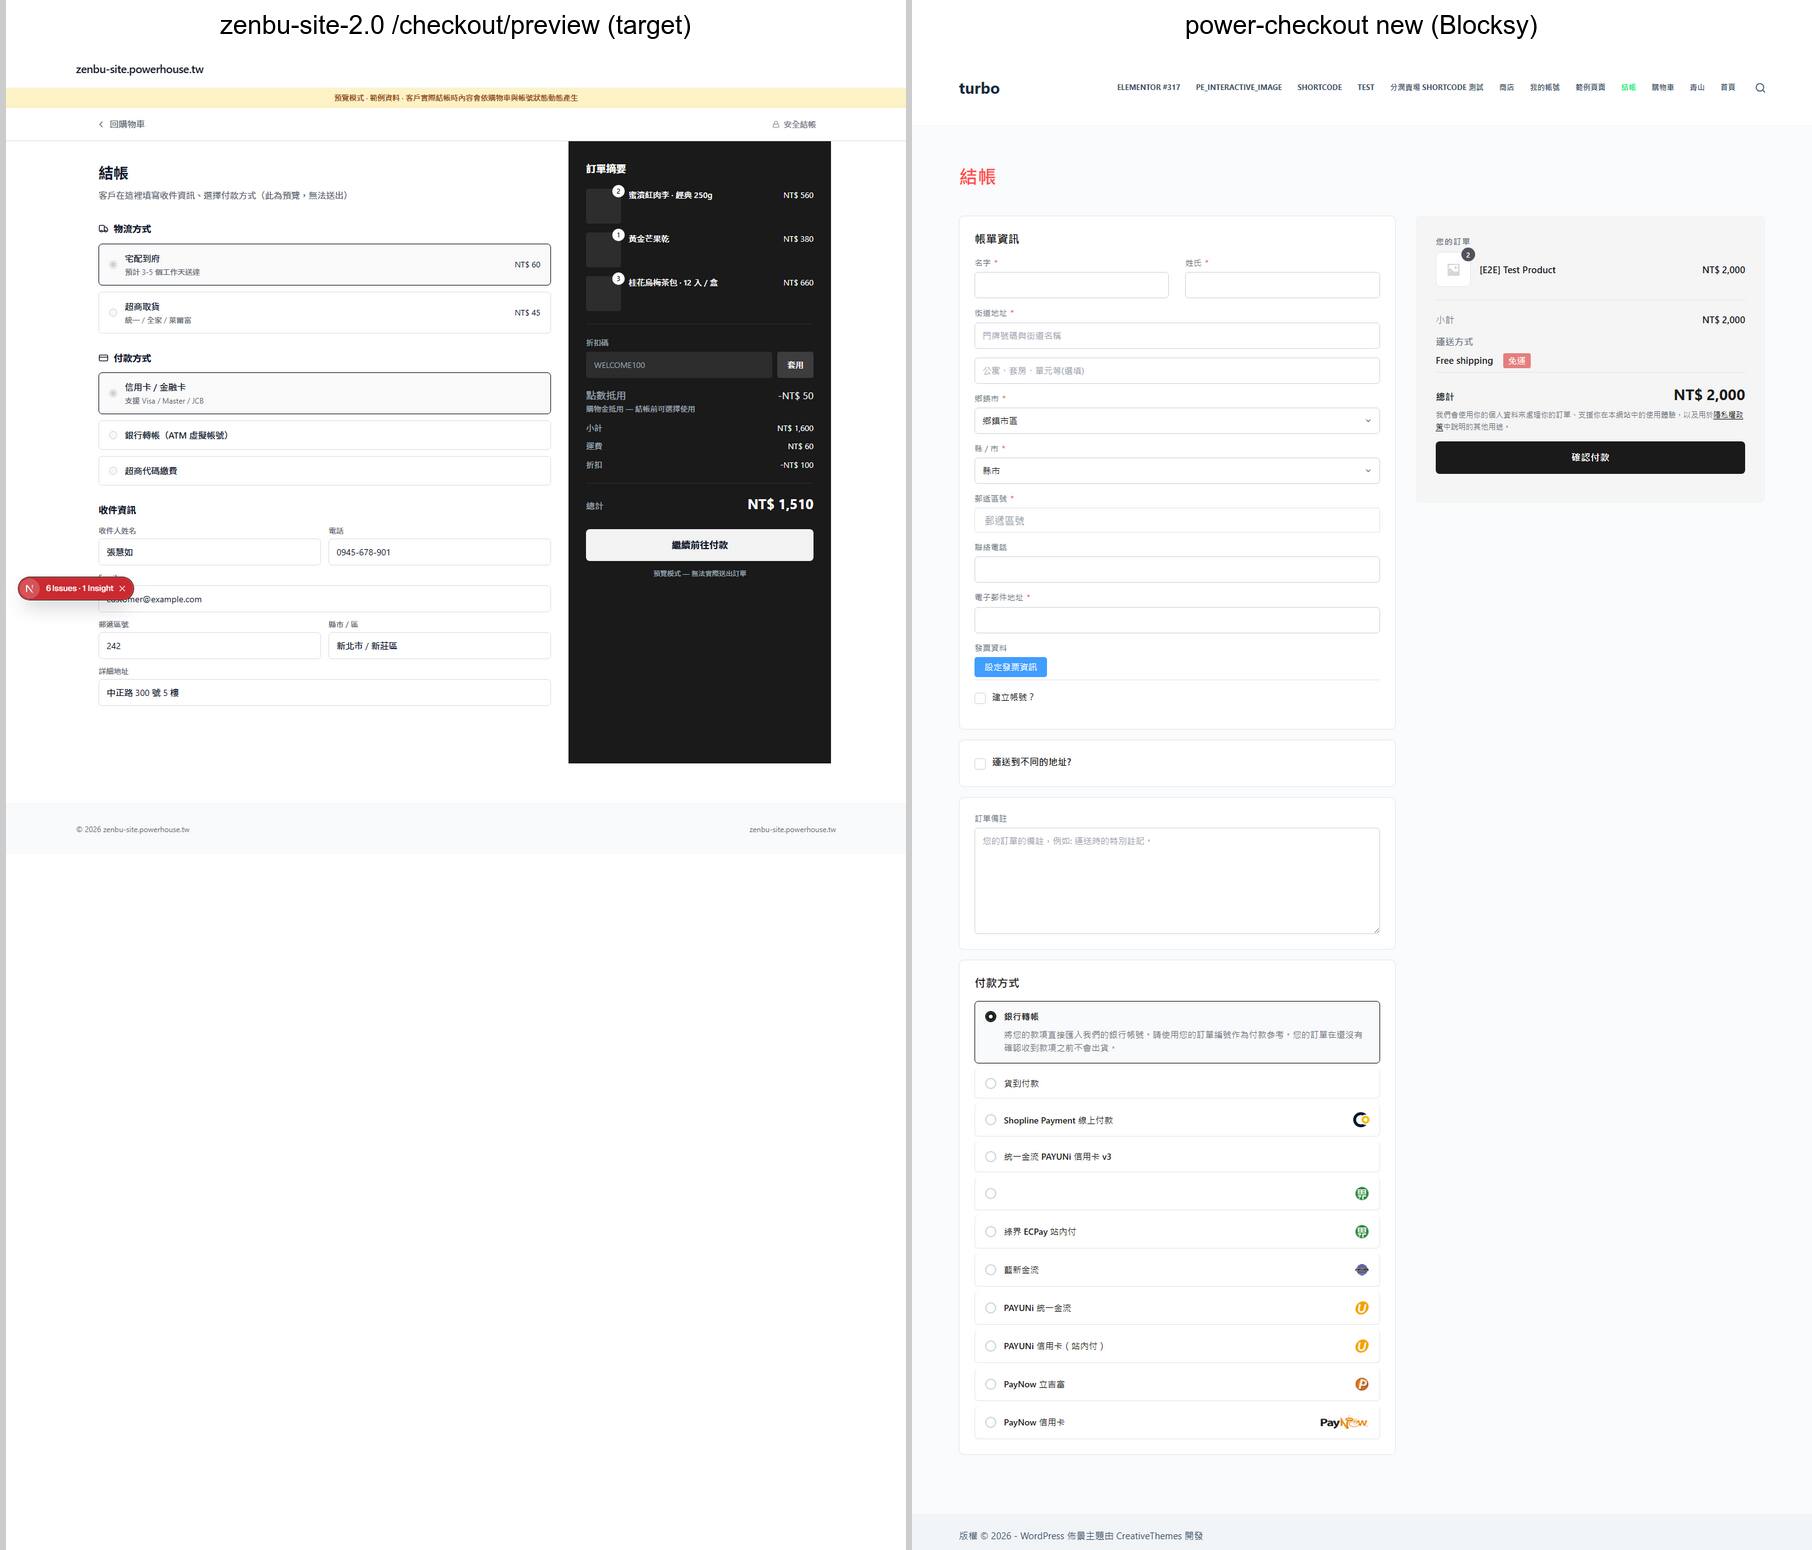 zenbu-site-2.0 /checkout/preview (target)
zenbu-site.powerhouse.tw
預覽模式 · 範例資料 · 客戶實際結帳時內容會依購物車與帳號狀態動態產生
回購物車
安全結帳
結帳
客戶在這裡填寫收件資訊、選擇付款方式（此為預覽，無法送出）
物流方式
宅配到府
預計 3-5 個工作天送達
NT$ 60
超商取貨
統一 / 全家 / 萊爾富
NT$ 45
付款方式
信用卡 / 金融卡
支援 Visa / Master / JCB
銀行轉帳（ATM 虛擬帳號）
超商代碼繳費
收件資訊
收件人姓名
電話
張慧如
0945-678-901
6 Issues · 1 Insight
customer@example.com
郵遞區號
縣市 / 區
242
新北市 / 新莊區
詳細地址
中正路 300 號 5 樓
訂單摘要
2
蜜漬紅肉李 · 經典 250g
NT$ 560
1
黃金芒果乾
NT$ 380
3
桂花烏梅茶包 · 12 入 / 盒
NT$ 660
折扣碼
WELCOME100
套用
點數抵用
-NT$ 50
購物金抵用 — 結帳前可選擇使用
小計
NT$ 1,600
運費
NT$ 60
折扣
-NT$ 100
總計
NT$ 1,510
繼續前往付款
預覽模式 — 無法實際送出訂單
© 2026 zenbu-site.powerhouse.tw
zenbu-site.powerhouse.tw
power-checkout new (Blocksy)
turbo
ELEMENTOR #317
PE_INTERACTIVE_IMAGE
SHORTCODE
TEST
分潤賣場 SHORTCODE 測試
商店
我的帳號
範例頁面
結帳
購物車
壽山
首頁
結帳
帳單資訊
名字 *
姓氏 *
街道地址 *
門牌號碼與街道名稱
公寓、套房、單元等(選填)
鄉鎮市 *
鄉鎮市區
縣 / 市 *
縣市
郵遞區號 *
郵遞區號
聯絡電話
電子郵件地址 *
發票資料
設定發票資訊
建立帳號？
運送到不同的地址?
訂單備註
您的訂單的備註，例如: 運送時的特別註記。
付款方式
銀行轉帳
將您的款項直接匯入我們的銀行帳號。請使用您的訂單編號作為付款參考。您的訂單在還沒有
確認收到款項之前不會出貨。
貨到付款
Shopline Payment 線上付款
統一金流 PAYUNi 信用卡 v3
綠界 ECPay 站內付
藍新金流
PAYUNi 統一金流
PAYUNi 信用卡（站內付）
PayNow 立吉富
PayNow 信用卡
PayNow
您的訂單
2
[E2E] Test Product
NT$ 2,000
小計
NT$ 2,000
運送方式
Free shipping
免運
總計
NT$ 2,000
我們會使用你的個人資料來處理你的訂單、支援你在本網站中的使用體驗，以及用於隱私權政
策中說明的其他用途。
確認付款
版權 © 2026 - WordPress 佈景主題由 CreativeThemes 開發